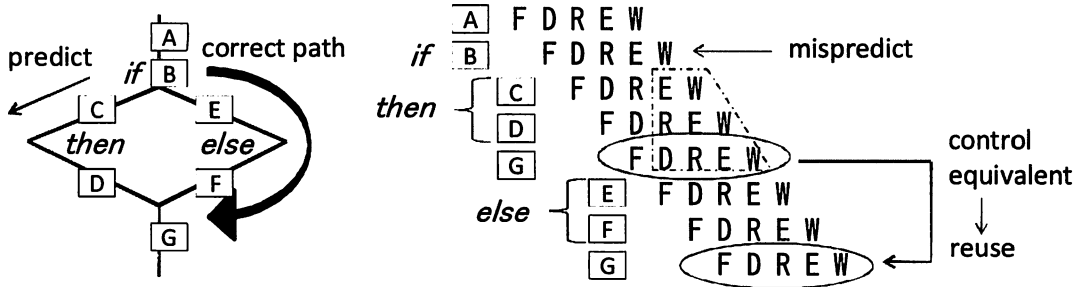 A
predict
correct path
if B
C
E
then
else
D
F
G
A F D R E W
if B F D R E W mispredict
then
C F D R E W
D F D R E W
G F D R E W
control
equivalent
reuse
else
E F D R E W
F F D R E W
G F D R E W